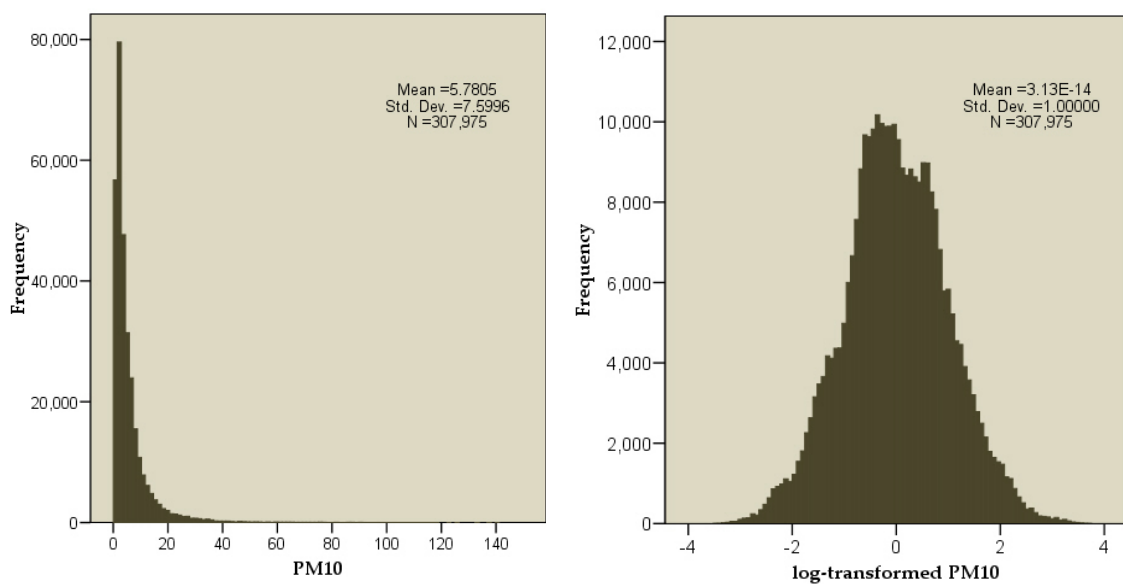 80,000
60,000
40,000
20,000
0
Frequency
Mean =5.7805
Std. Dev. =7.5996
N =307,975
0 20 40 60 80 100 120 140
PM10
12,000
10,000
8,000
6,000
4,000
2,000
0
Frequency
Mean =3.13E-14
Std. Dev. =1.00000
N =307,975
-4 -2 0 2 4
log-transformed PM10